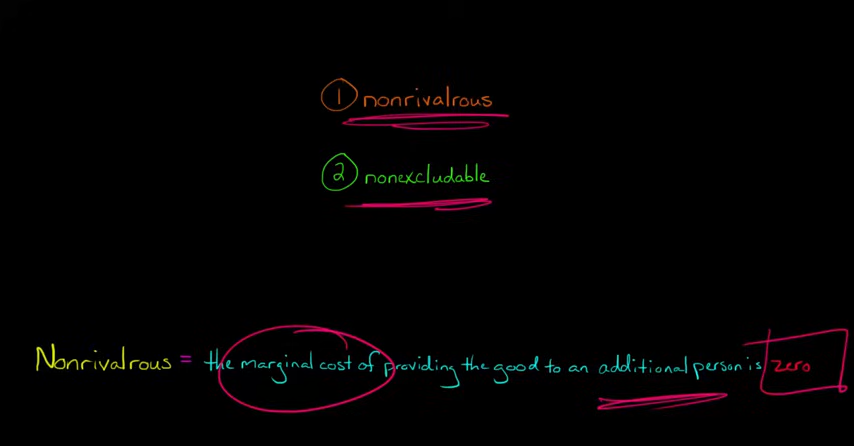 1 nonrivalrous
2 nonexcludable
Nonrivalrous = the marginal cost of providing the good to an additional person is zero